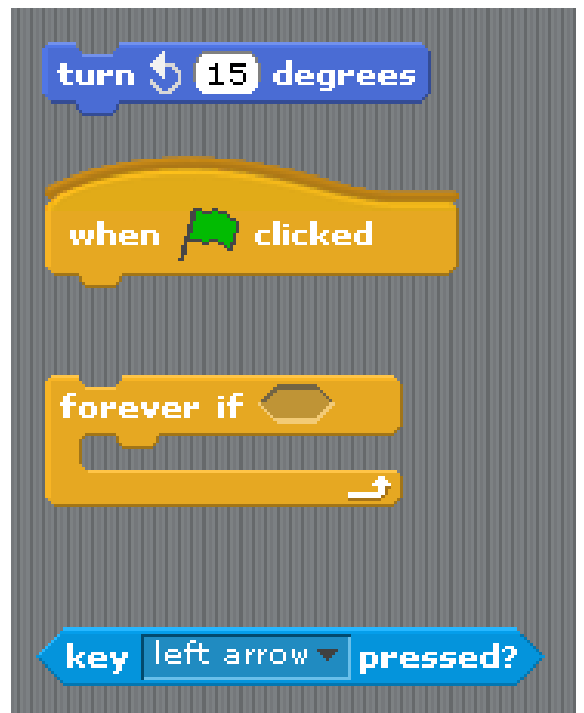 turn 15 degrees
when clicked
forever if
key left arrow pressed?